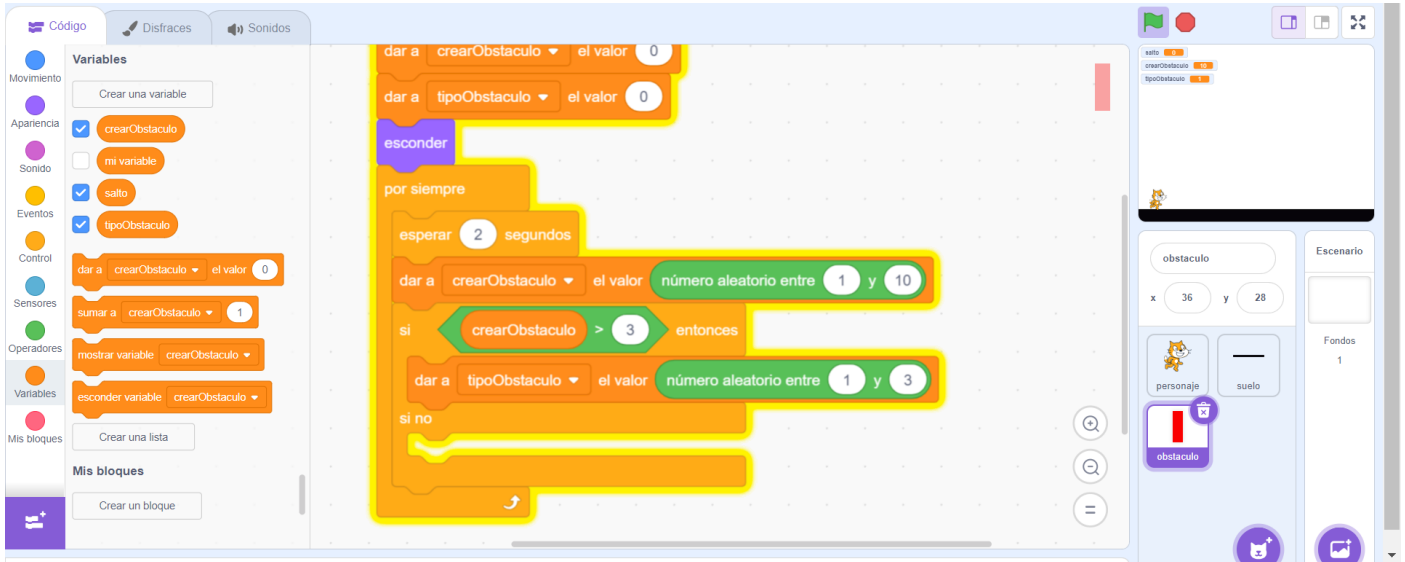 Código
Disfraces
Sonidos
Movimiento
Apariencia
Sonido
Eventos
Control
Sensores
Operadores
Variables
Mis bloques
Variables
Crear una variable
crearObstaculo
mi variable
salto
tipoObstaculo
dar a crearObstaculo el valor 0
sumar a crearObstaculo 1
mostrar variable crearObstaculo
esconder variable crearObstaculo
Crear una lista
Mis bloques
Crear un bloque
dar a crearObstaculo el valor 0
dar a tipoObstaculo el valor 0
esconder
por siempre
esperar 2 segundos
dar a crearObstaculo el valor número aleatorio entre 1 y 10
si crearObstaculo > 3 entonces
dar a tipoObstaculo el valor número aleatorio entre 1 y 3
si no
=
salto 0
crearObstaculo 10
tipoObstaculo 1
obstaculo
x 36 y 28
personaje
suelo
obstaculo
Escenario
Fondos
1